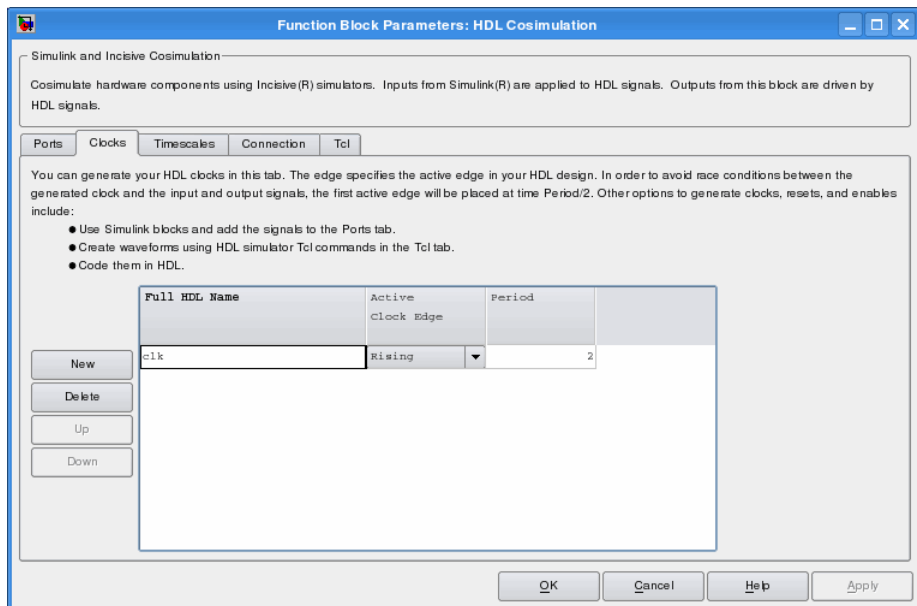 Function Block Parameters: HDL Cosimulation
Simulink and Incisive Cosimulation
Cosimulate hardware components using Incisive(R) simulators. Inputs from Simulink(R) are applied to HDL signals. Outputs from this block are driven by
HDL signals.
Ports Clocks Timescales Connection Tcl
You can generate your HDL clocks in this tab. The edge specifies the active edge in your HDL design. In order to avoid race conditions between the
generated clock and the input and output signals, the first active edge will be placed at time Period/2. Other options to generate clocks, resets, and enables
include:
● Use Simulink blocks and add the signals to the Ports tab.
● Create waveforms using HDL simulator Tcl commands in the Tcl tab.
● Code them in HDL.
Full HDL Name Active Period
Clock Edge
clk Rising 2
New
Delete
Up
Down
OK Cancel Help Apply